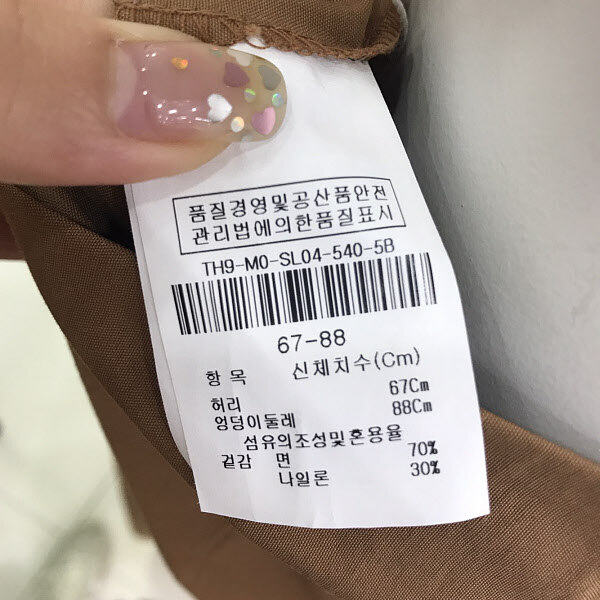 품질경영및공산품안전
관리법에의한품질표시
TH9-M0-SL04-540-5B
67-88
항 목 신체치수(Cm)
허리 67Cm
엉덩이둘레 88Cm
섬유의조성및혼용율
겉감 면 70%
나일론 30%